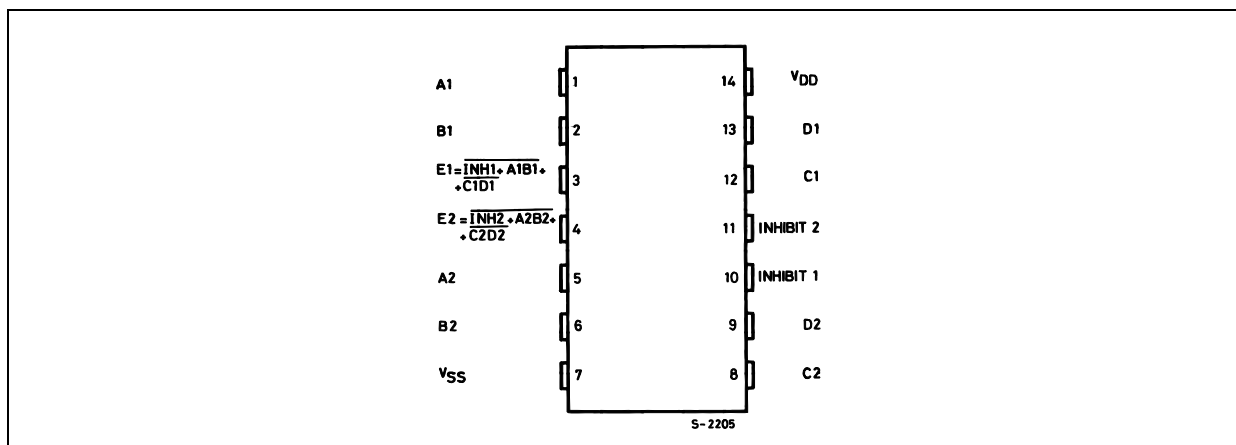 A1 1 14 VDD
B1 2 13 D1
E1=INH1+A1B1+ 3 12 C1
+C1D1
E2=INH2+A2B2+ 4 11 INHIBIT 2
+C2D2
A2 5 10 INHIBIT 1
B2 6 9 D2
VSS 7 8 C2
S-2205